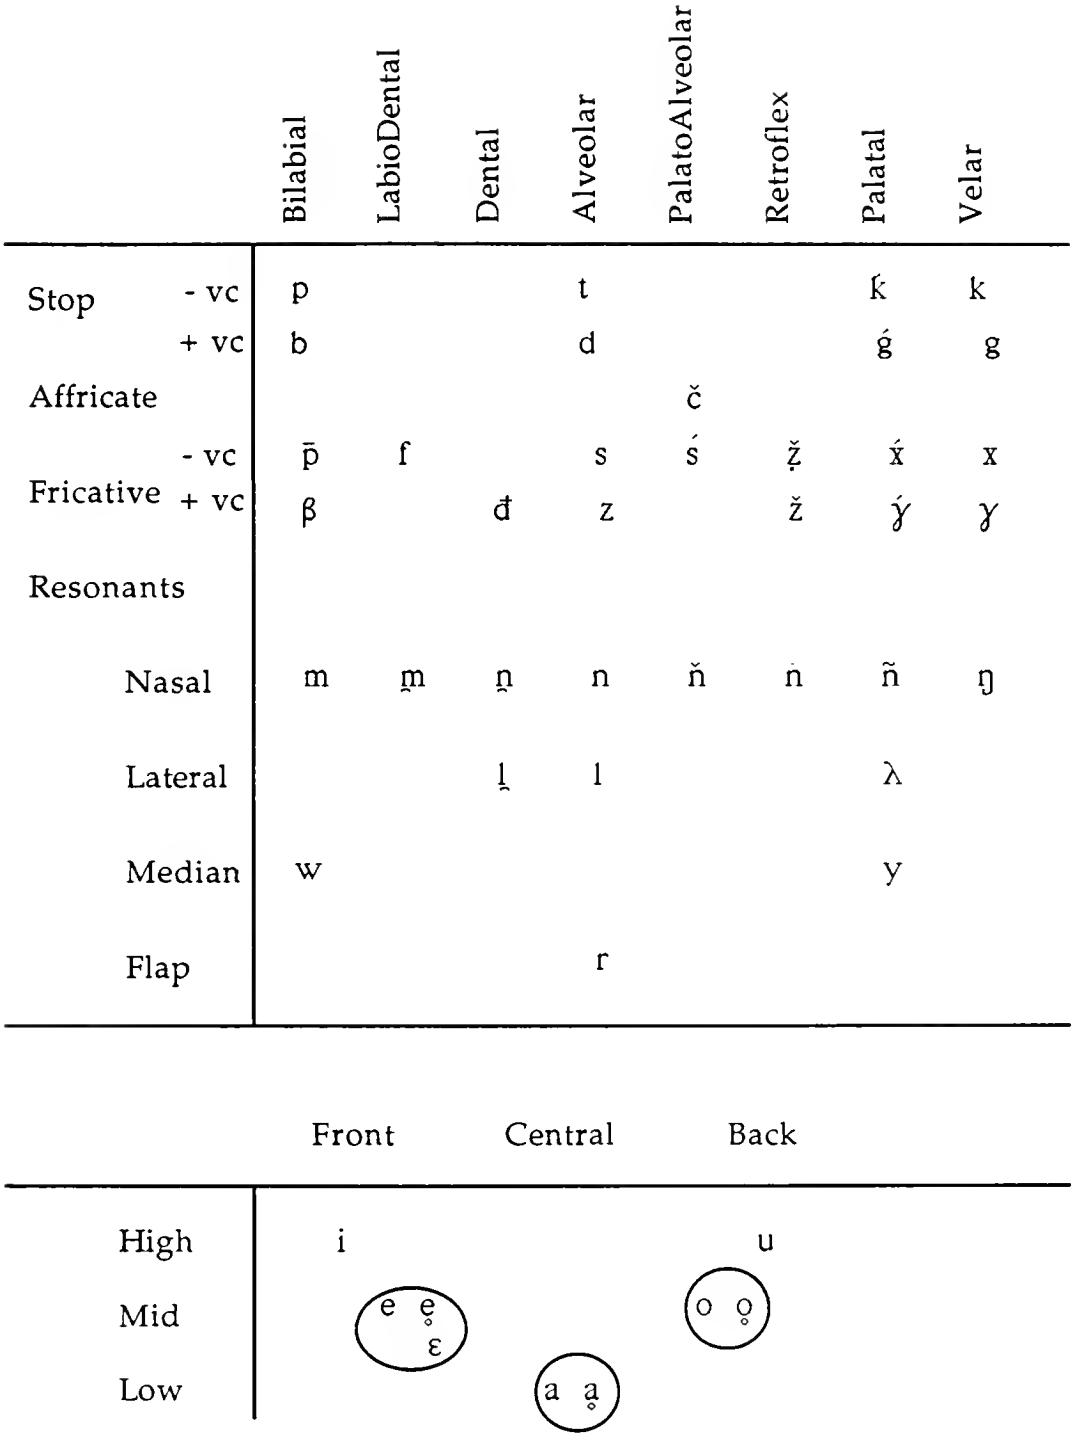 Bilabial LabioDental Dental Alveolar PalatoAlveolar Retroflex Palatal Velar
Stop - vc p t ḱ k
+ vc b d ǵ g
Affricate č
- vc p̄ f s ś ẓ̌ x́ x
Fricative + vc β đ z ž γ́ γ
Resonants
Nasal m m̯ n̯ n ň ṅ ñ ŋ
Lateral l̯ l λ
Median w y
Flap r
Front Central Back
High i u
Mid e e̥ o o̥
ε
Low a ḁ